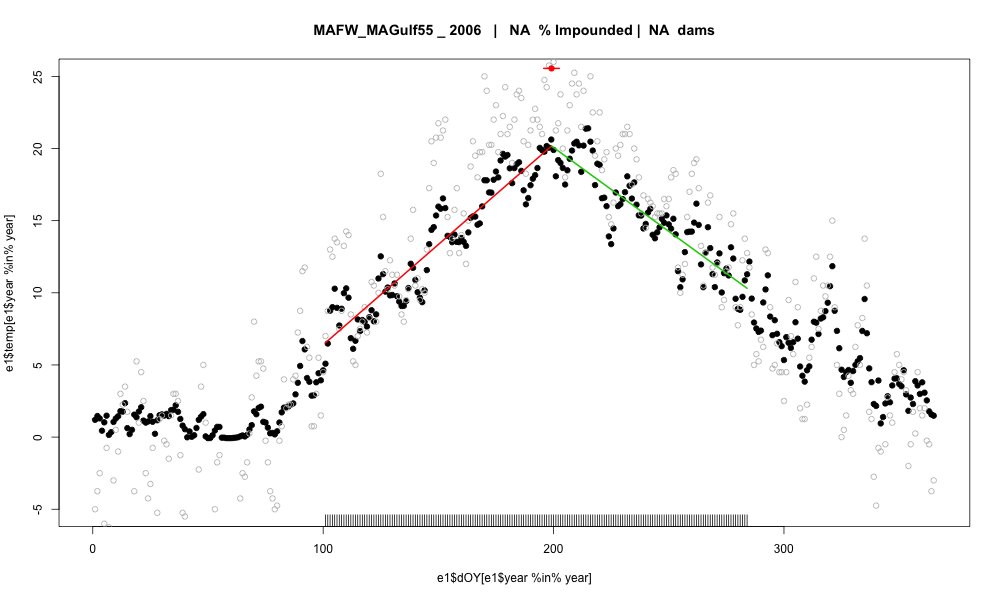 MAFW_MAGulf55 _ 2006 | NA % Impounded | NA dams
e1$temp[e1$year %in% year]
25
20
15
10
5
0
-5
0 100 200 300
e1$dOY[e1$year %in% year]